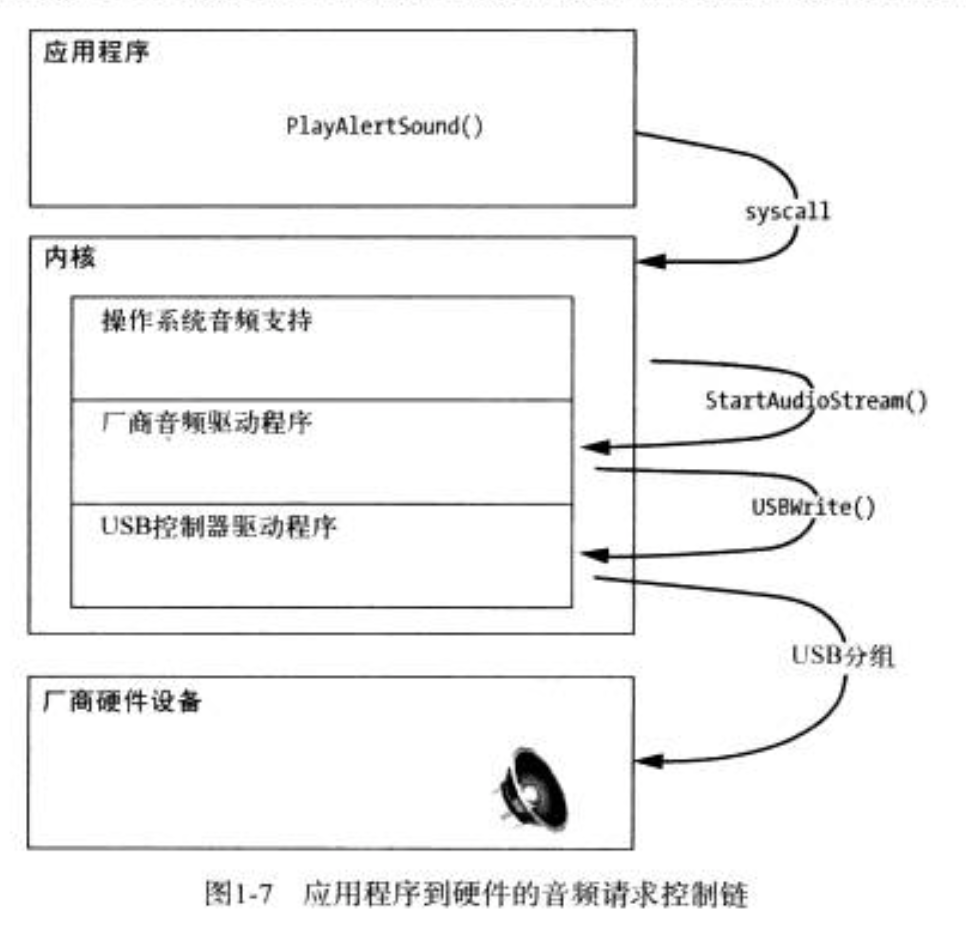 应用程序
PlayAlertSound()
syscall
内核
操作系统音频支持
StartAudioStream()
厂商音频驱动程序
USBWrite()
USB控制器驱动程序
USB分组
厂商硬件设备
图1-7 应用程序到硬件的音频请求控制链